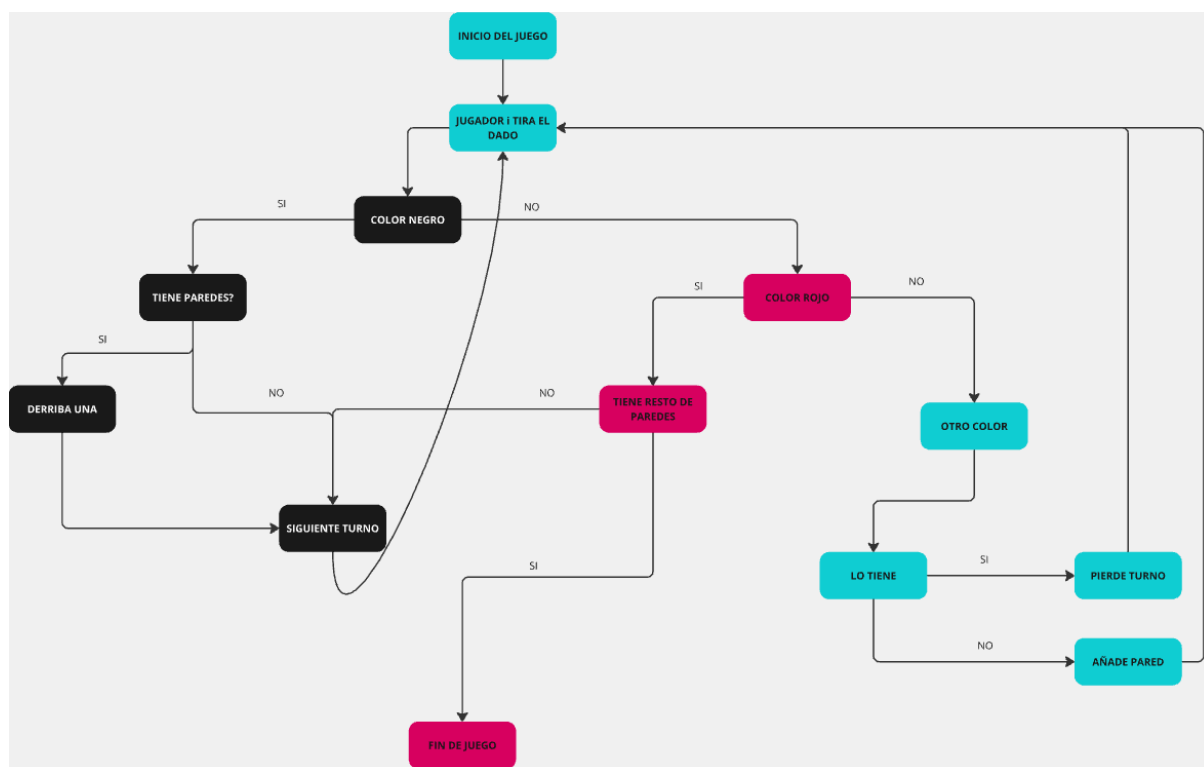 INICIO DEL JUEGO
JUGADOR i TIRA EL
DADO
SI
COLOR NEGRO
NO
TIENE PAREDES?
SI
COLOR ROJO
NO
SI
DERRIBA UNA
NO
NO
TIENE RESTO DE
PAREDES
OTRO COLOR
SIGUIENTE TURNO
SI
LO TIENE
SI
PIERDE TURNO
NO
AÑADE PARED
FIN DE JUEGO